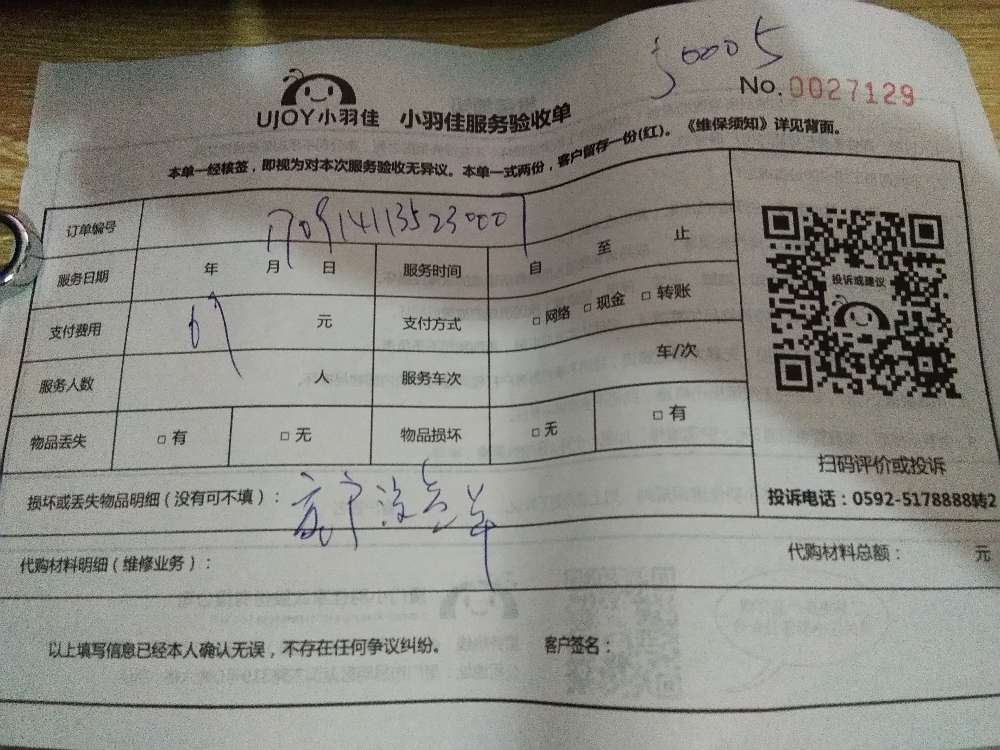 J00005
No.0027129
UJOY小羽佳 小羽佳服务验收单
本单一经核签，即视为对本次服务验收无异议。本单一式两份，客户留存一份(红)。《维保须知》详见背面。
订单编号 1709141135230001
服务日期 年 月 日 服务时间 自 至 止
支付费用 元 支付方式 □网络 □现金 □转账
服务人数 人 服务车次 车/次
物品丢失 □有 □无 物品损坏 □无 □有
投诉或建议
扫码评价或投诉
投诉电话：0592-5178888转2
损坏或丢失物品明细（没有可不填）： 客户没签单
代购材料明细（维修业务）： 代购材料总额： 元
以上填写信息已经本人确认无误，不存在任何争议纠纷。 客户签名：